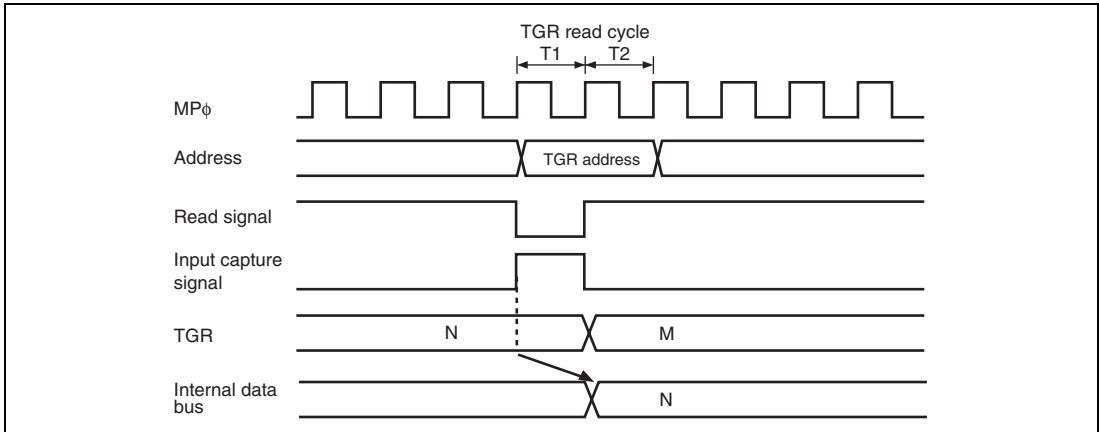 TGR read cycle
T1 T2
MPϕ
Address
TGR address
Read signal
Input capture
signal
TGR
N
M
Internal data
bus
N